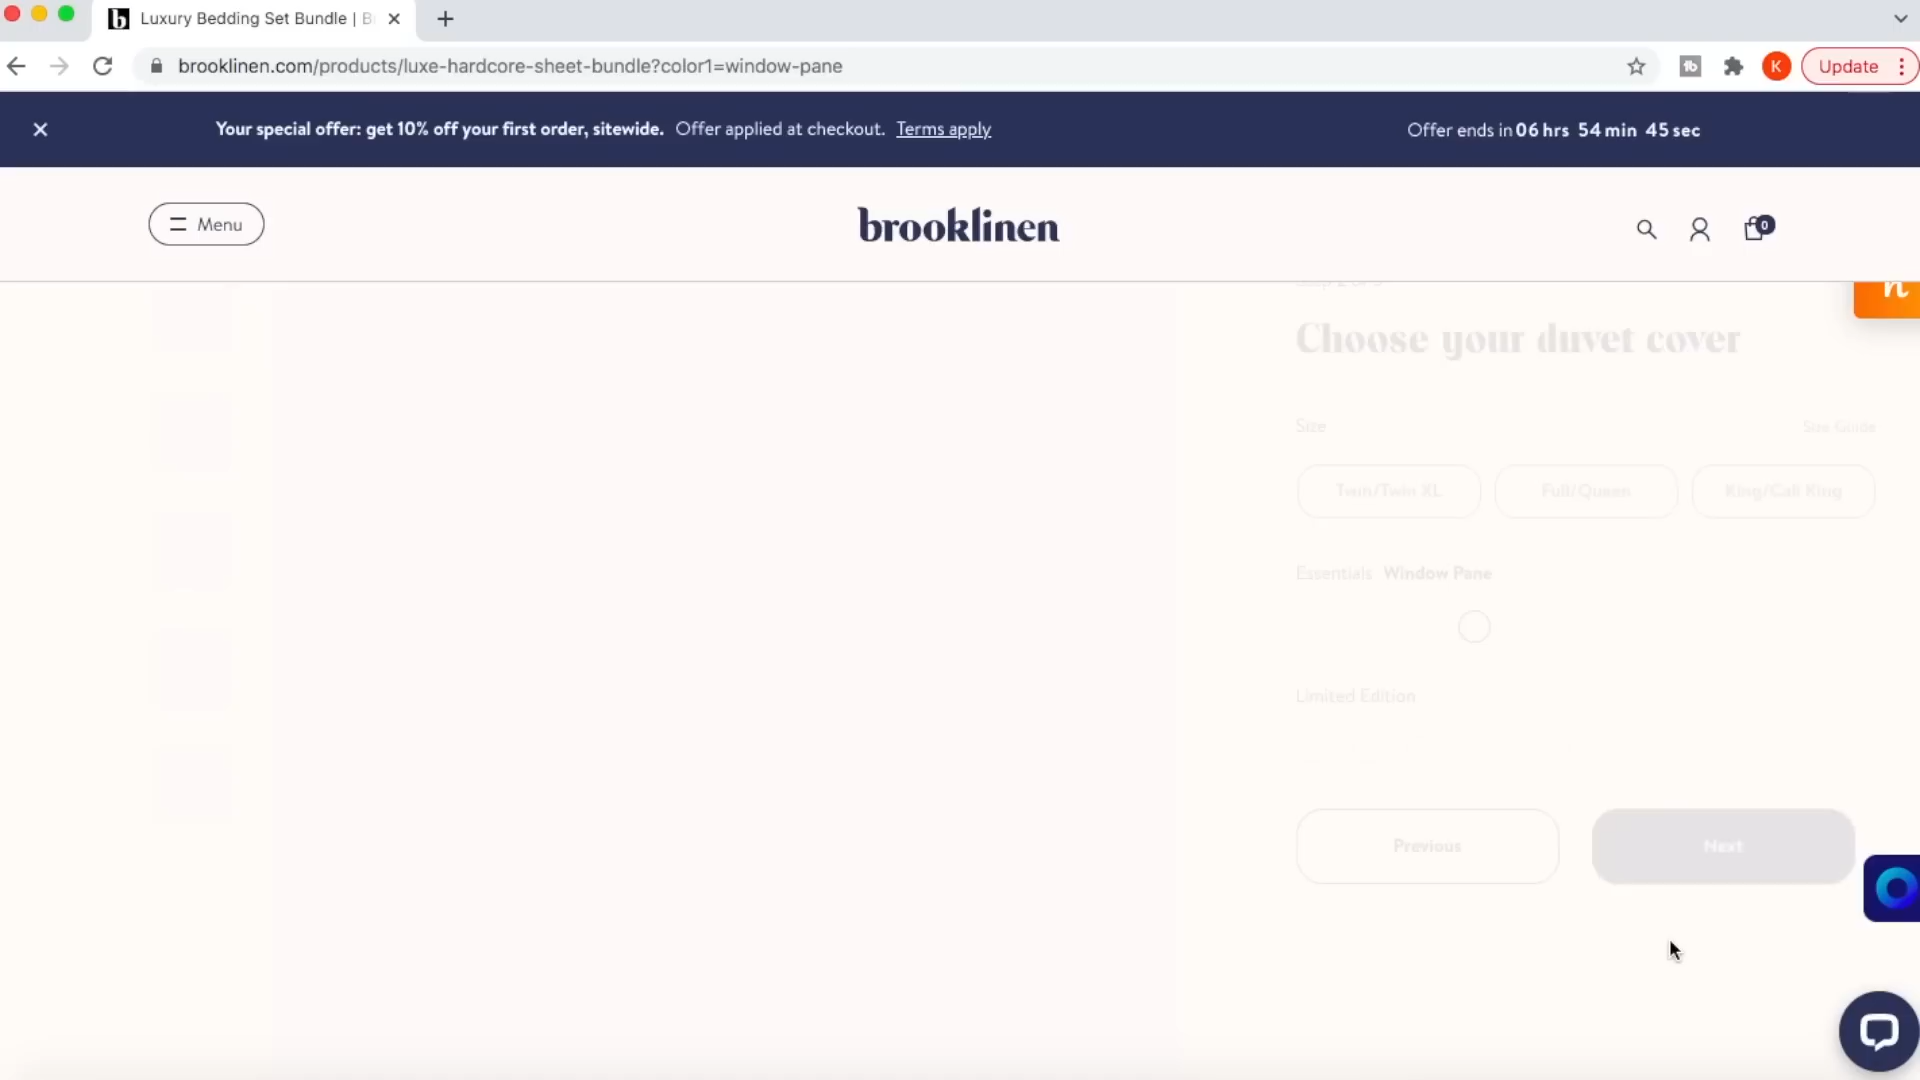 Luxury Bedding Set Bundle | B
brooklinen.com/products/luxe-hardcore-sheet-bundle?color1=window-pane
K
Update
Your special offer: get 10% off your first order, sitewide. Offer applied at checkout. Terms apply
Offer ends in 06 hrs 54 min 45 sec
Menu
brooklinen
0
Choose your duvet cover
Size
Size Guide
Twin/Twin XL
Full/Queen
King/Cali King
Essentials Window Pane
Limited Edition
Previous
Next